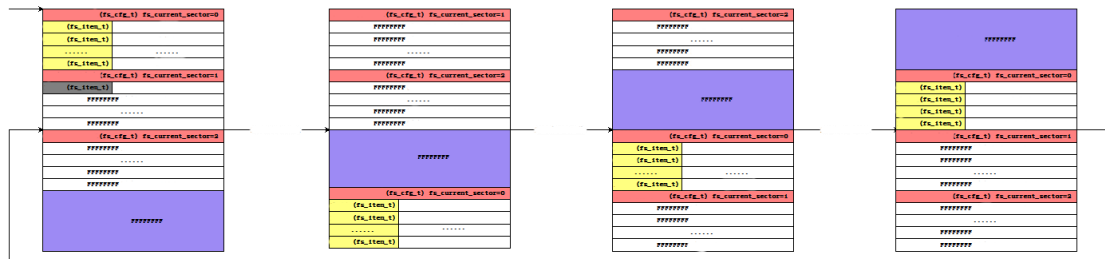 (fs_cfg_t) fs_current_sector=0
(fs_item_t)
(fs_item_t)
...... ......
(fs_item_t)
(fs_cfg_t) fs_current_sector=1
(fs_item_t)
FFFFFFFF
......
FFFFFFFF
(fs_cfg_t) fs_current_sector=2
FFFFFFFF
......
FFFFFFFF
FFFFFFFF
FFFFFFFF
(fs_cfg_t) fs_current_sector=1
FFFFFFFF
FFFFFFFF
......
FFFFFFFF
(fs_cfg_t) fs_current_sector=2
FFFFFFFF
......
FFFFFFFF
FFFFFFFF
FFFFFFFF
(fs_cfg_t) fs_current_sector=0
(fs_item_t)
(fs_item_t)
...... ......
(fs_item_t)
(fs_cfg_t) fs_current_sector=2
FFFFFFFF
......
FFFFFFFF
FFFFFFFF
FFFFFFFF
(fs_cfg_t) fs_current_sector=0
(fs_item_t)
(fs_item_t)
...... ......
(fs_item_t)
(fs_cfg_t) fs_current_sector=1
FFFFFFFF
FFFFFFFF
......
FFFFFFFF
FFFFFFFF
(fs_cfg_t) fs_current_sector=0
(fs_item_t)
(fs_item_t)
(fs_item_t)
(fs_item_t)
(fs_cfg_t) fs_current_sector=1
FFFFFFFF
FFFFFFFF
......
FFFFFFFF
(fs_cfg_t) fs_current_sector=2
FFFFFFFF
......
FFFFFFFF
FFFFFFFF